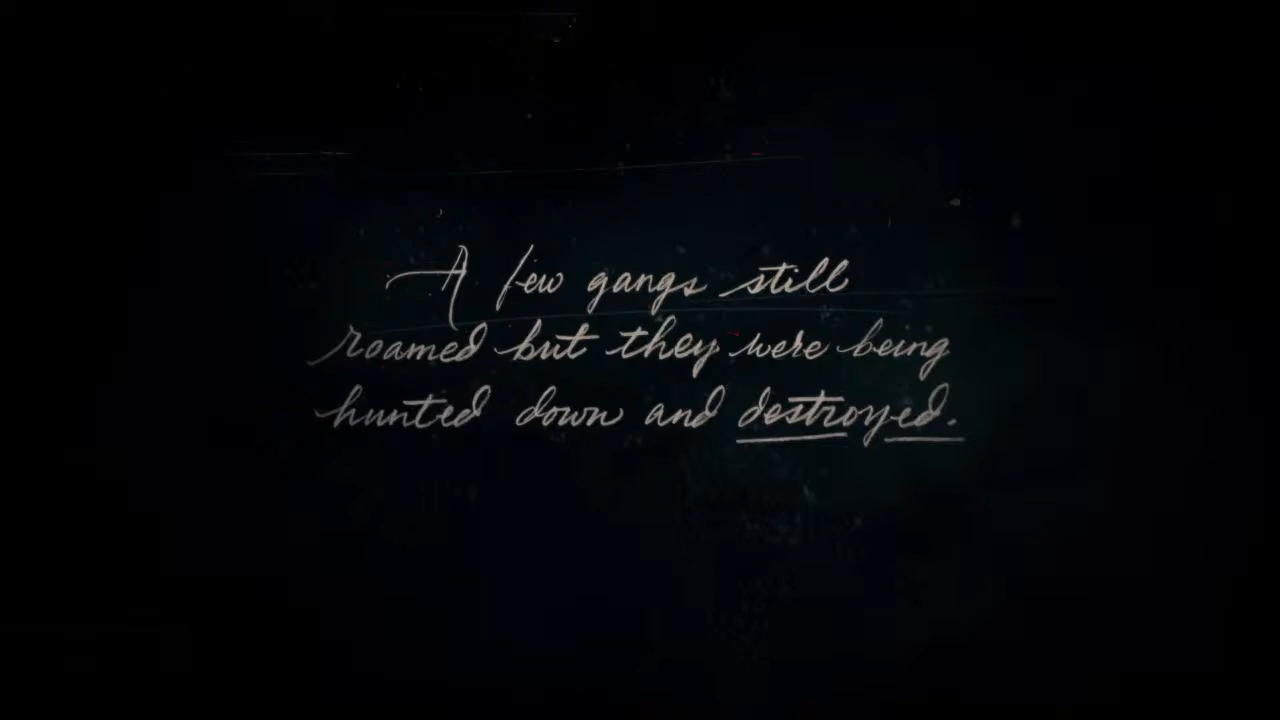 A few gangs still
roamed but they were being
hunted down and destroyed.